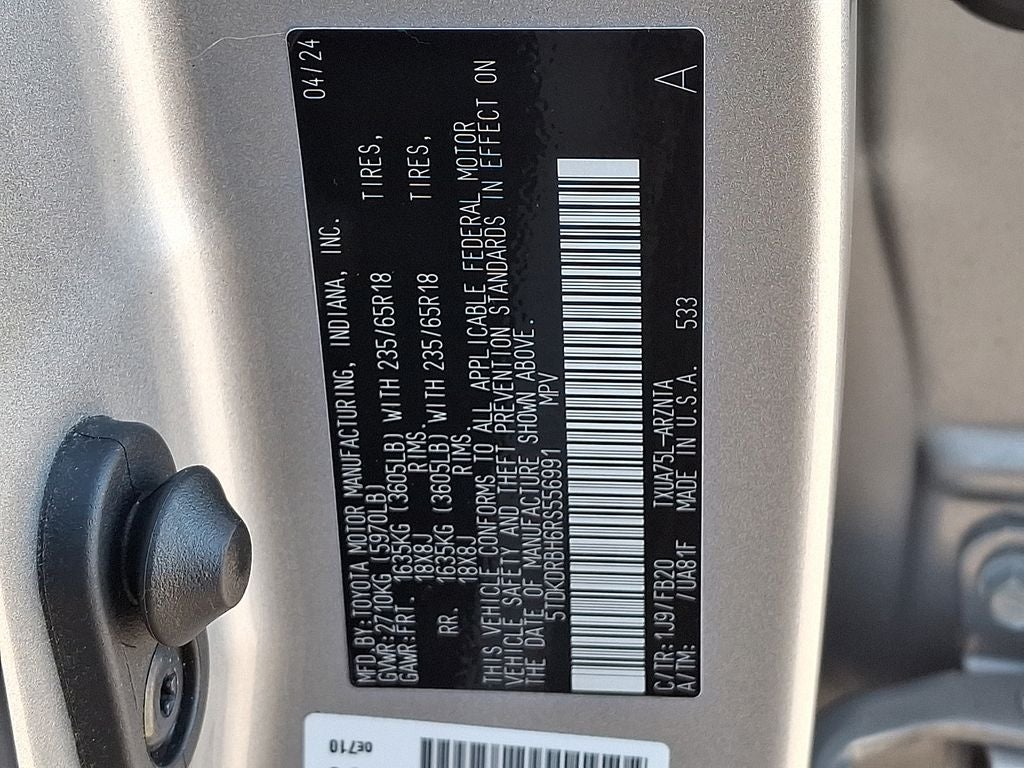 MFD.BY:TOYOTA MOTOR MANUFACTURING, INDIANA, INC. 04/24
GVWR:2710KG (5970LB)
GAWR:FRT. 1635KG (3605LB) WITH 235/65R18 TIRES,
18X8J RIMS,
RR. 1635KG (3605LB) WITH 235/65R18 TIRES,
18X8J RIMS.
THIS VEHICLE CONFORMS TO ALL APPLICABLE FEDERAL MOTOR
VEHICLE SAFETY AND THEFT PREVENTION STANDARDS IN EFFECT ON
THE DATE OF MANUFACTURE SHOWN ABOVE.
5TDKDRBH6RS556991 MPV
C/TR:1J9/FB20 TXUA75L-ARZNTA 533 A
A/TM: /UA81F MADE IN U.S.A.
0E710